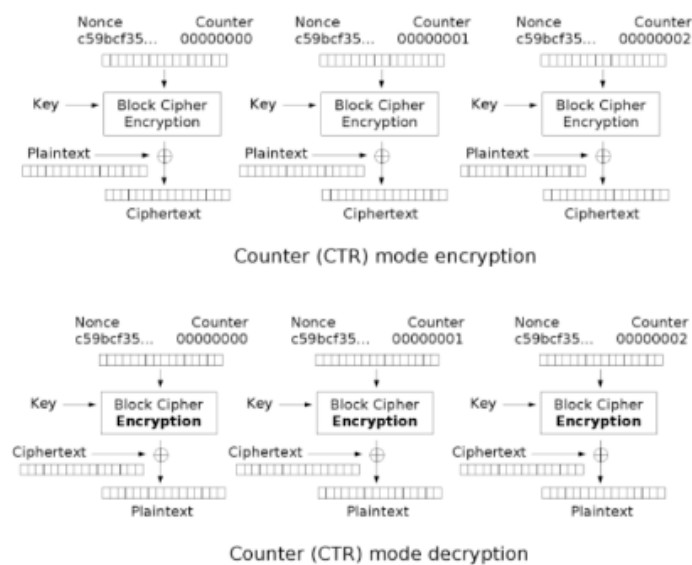 Nonce Counter Nonce Counter Nonce Counter
c59bcf35... 00000000 c59bcf35... 00000001 c59bcf35... 00000002
Key Block Cipher Key Block Cipher Key Block Cipher
Encryption Encryption Encryption
Plaintext Plaintext Plaintext
Ciphertext Ciphertext Ciphertext
Counter (CTR) mode encryption
Nonce Counter Nonce Counter Nonce Counter
c59bcf35... 00000000 c59bcf35... 00000001 c59bcf35... 00000002
Key Block Cipher Key Block Cipher Key Block Cipher
Encryption Encryption Encryption
Ciphertext Ciphertext Ciphertext
Plaintext Plaintext Plaintext
Counter (CTR) mode decryption